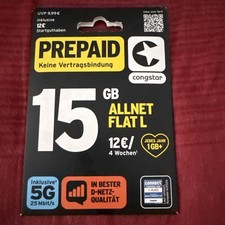 UVP 9,99 €
Inklusive
12€
Startguthaben
PREPAID
Keine Vertragsbindung
congstar
15 GB
ALLNET
FLAT L
12€/
4 Wochen
JEDES JAHR
1GB+
Inklusive
5G
25 Mbit/s
IN BESTER
D-NETZ-
QUALITÄT